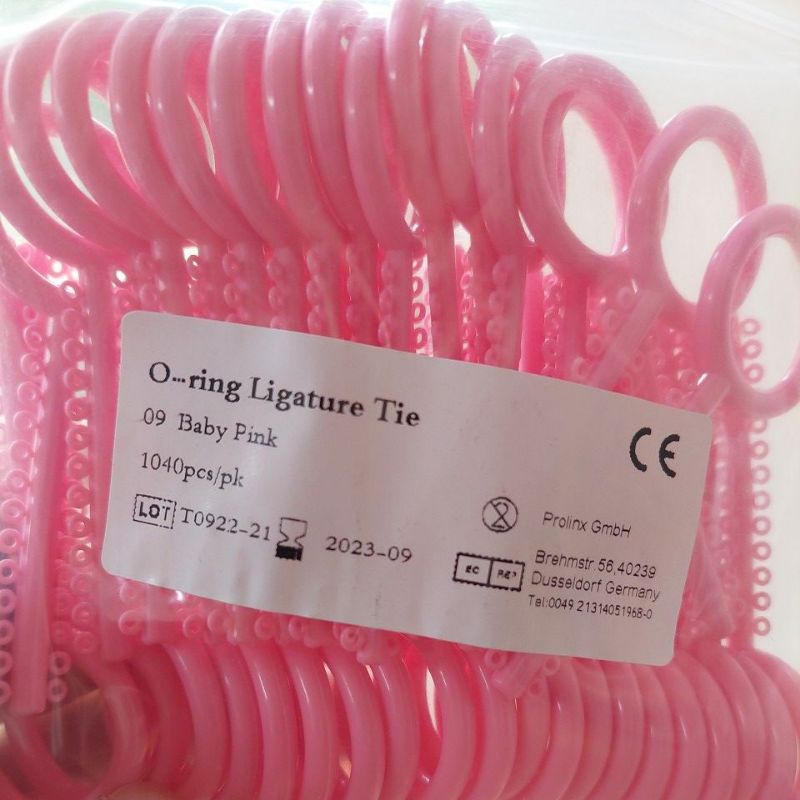 O---ring Ligature Tie
09 Baby Pink
1040pcs/pk
LOT T0922-21 2023-09
CE
Prolinx GmbH
EC REP
Brehmstr.56,40239
Dusseldorf Germany
Tel:0049 21314051968-0